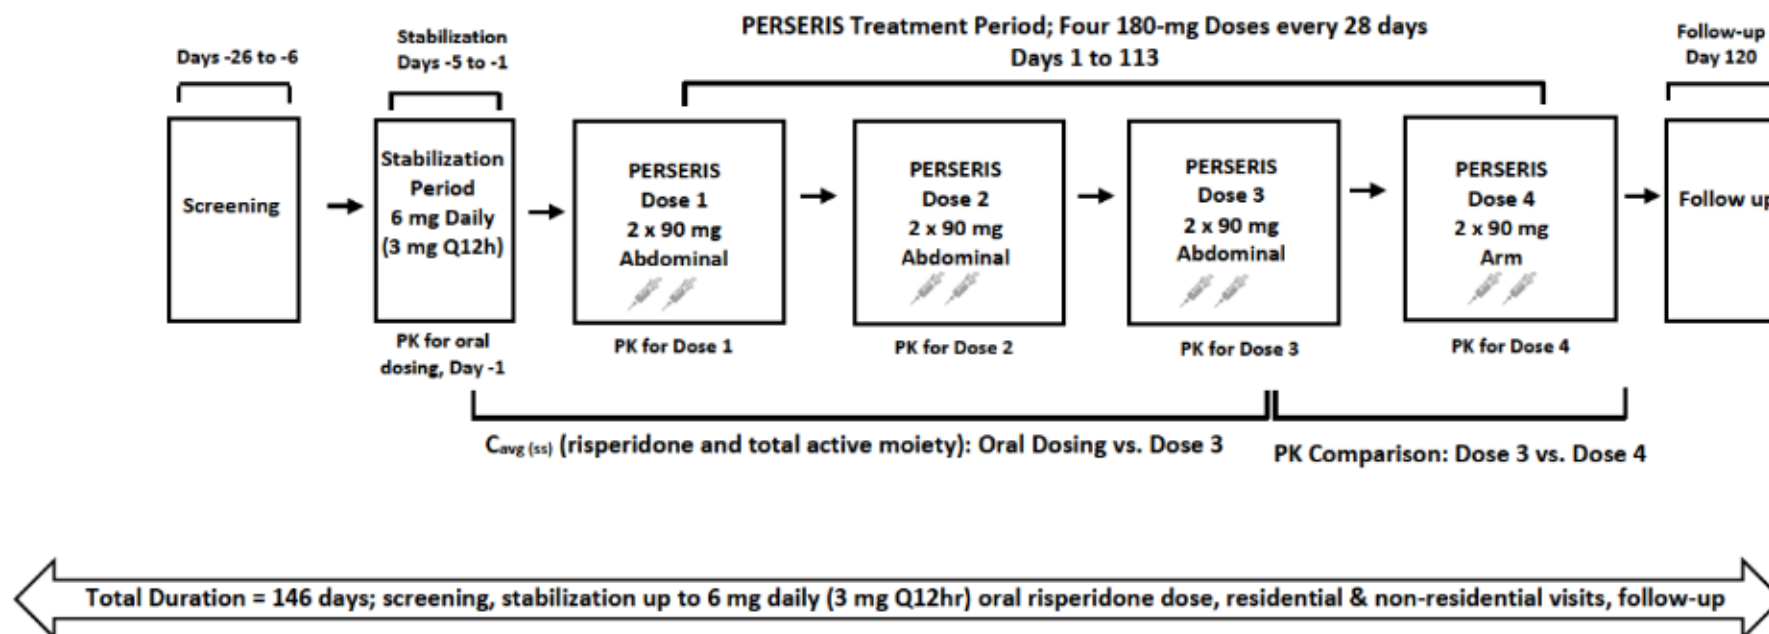 PERSERIS Treatment Period; Four 180-mg Doses every 28 days
Days 1 to 113
Days -26 to -6
Stabilization
Days -5 to -1
Follow-up
Day 120
Screening
Stabilization
Period
6 mg Daily
(3 mg Q12h)
PERSERIS
Dose 1
2 x 90 mg
Abdominal
PERSERIS
Dose 2
2 x 90 mg
Abdominal
PERSERIS
Dose 3
2 x 90 mg
Abdominal
PERSERIS
Dose 4
2 x 90 mg
Arm
Follow up
PK for oral
dosing, Day -1
PK for Dose 1
PK for Dose 2
PK for Dose 3
PK for Dose 4
Cavg (ss) (risperidone and total active moiety): Oral Dosing vs. Dose 3
PK Comparison: Dose 3 vs. Dose 4
Total Duration = 146 days; screening, stabilization up to 6 mg daily (3 mg Q12hr) oral risperidone dose, residential & non-residential visits, follow-up